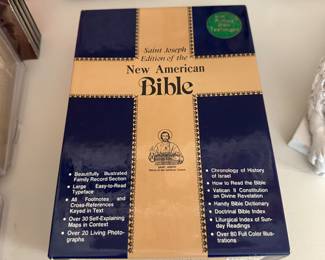 Saint Joseph
Edition of the
New American
Bible
• Beautifully Illustrated
Family Record Section
• Large Easy-to-Read
Typeface
• All Footnotes and
Cross-References
Keyed in Text
• Over 30 Self-Explaining
Maps in Context
• Over 20 Living Photo-
graphs
• Chronology of History
of Israel
• How to Read the Bible
• Vatican II Constitution
on Divine Revelation
• Handy Bible Dictionary
• Doctrinal Bible Index
• Liturgical Index of Sun-
day Readings
• Over 80 Full Color Illus-
trations